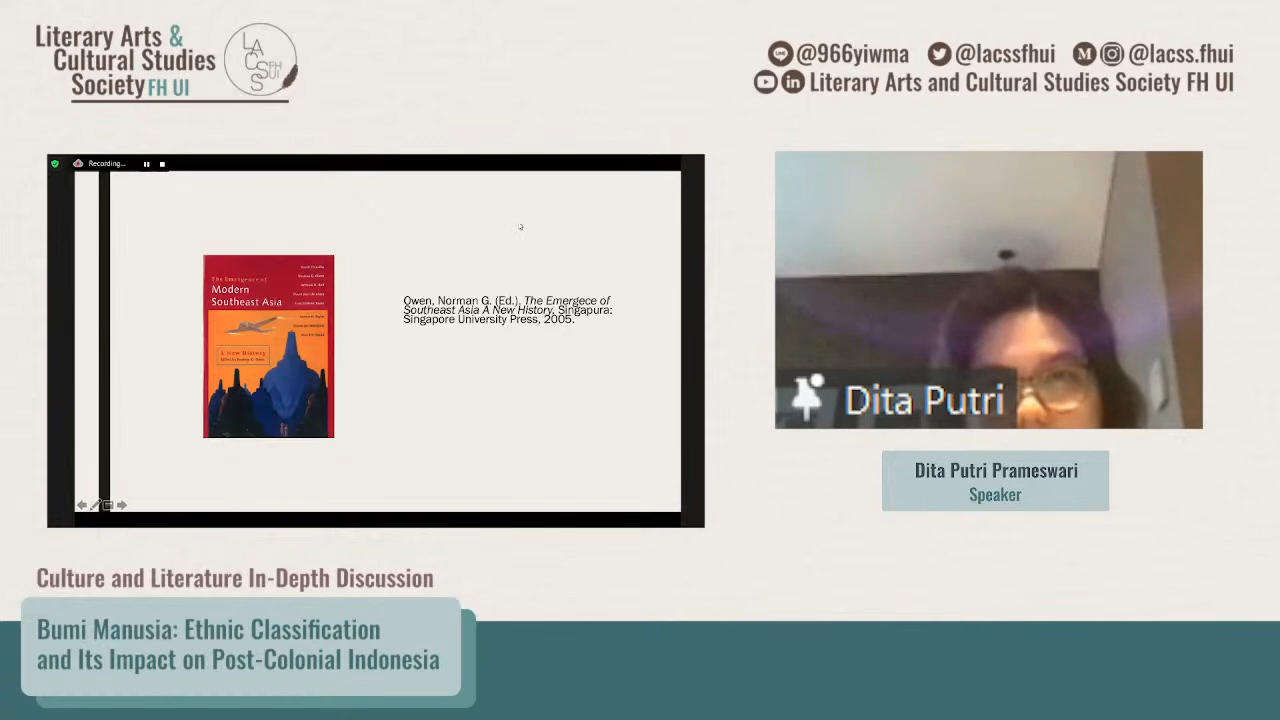 Literary Arts &
Cultural Studies
Society FH UI
LACSS FH UI
@966yiwma @lacssfhui @lacss.fhui
Literary Arts and Cultural Studies Society FH UI
Recording...
The Emergence of
Modern
Southeast Asia
A New History
Owen, Norman G. (Ed.). The Emergece of
Southeast Asia A New History. Singapura:
Singapore University Press, 2005.
Dita Putri
Dita Putri Prameswari
Speaker
Culture and Literature In-Depth Discussion
Bumi Manusia: Ethnic Classification
and Its Impact on Post-Colonial Indonesia